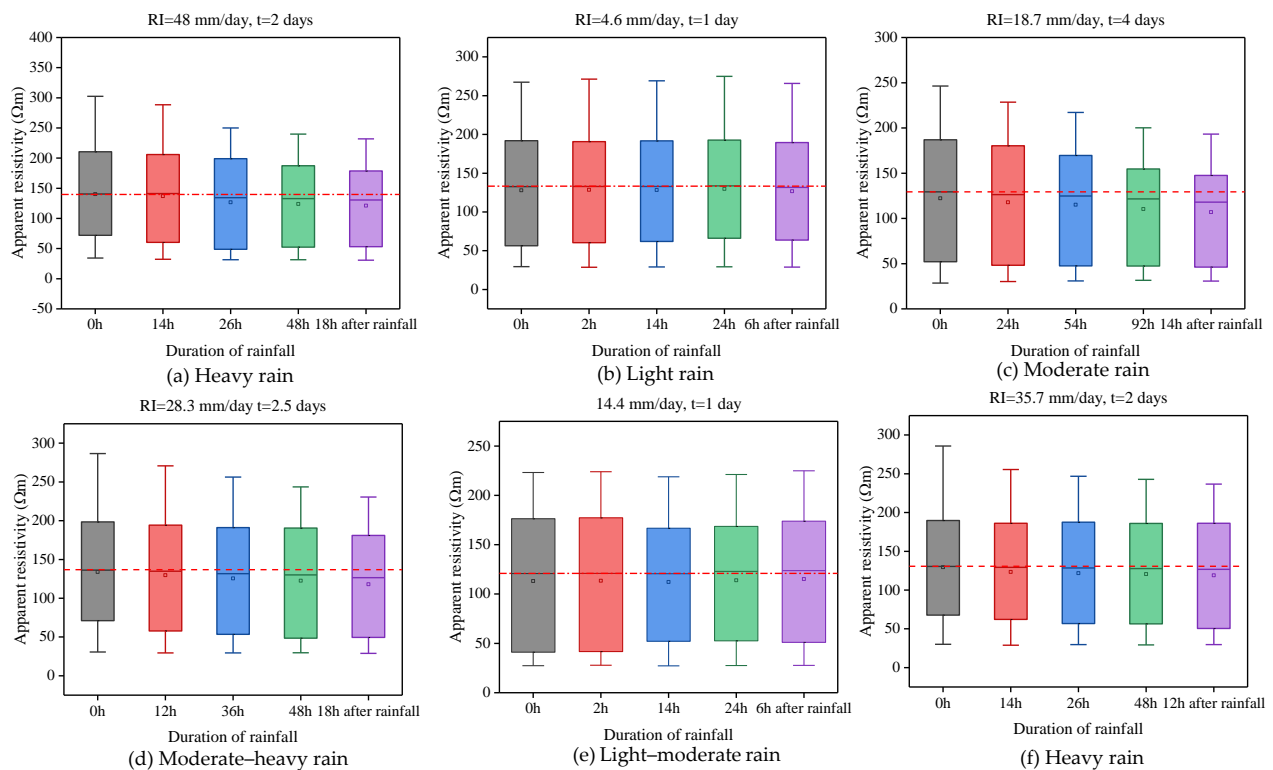 RI=48 mm/day, t=2 days
Apparent resistivity (Ωm)
400
350
300
250
200
150
100
50
0
-50
0h 14h 26h 48h 18h after rainfall
Duration of rainfall
(a) Heavy rain
RI=4.6 mm/day, t=1 day
Apparent resistivity (Ωm)
300
250
200
150
100
50
0
0h 2h 14h 24h 6h after rainfall
Duration of rainfall
(b) Light rain
RI=18.7 mm/day, t=4 days
Apparent resistivity (Ωm)
300
250
200
150
100
50
0
0h 24h 54h 92h 14h after rainfall
Duration of rainfall
(c) Moderate rain
RI=28.3 mm/day t=2.5 days
Apparent resistivity (Ωm)
300
250
200
150
100
50
0
0h 12h 36h 48h 18h after rainfall
Duration of rainfall
(d) Moderate–heavy rain
14.4 mm/day, t=1 day
Apparent resistivity (Ωm)
250
200
150
100
50
0
0h 2h 14h 24h 6h after rainfall
Duration of rainfall
(e) Light–moderate rain
RI=35.7 mm/day, t=2 days
Apparent resistivity (Ωm)
300
250
200
150
100
50
0
0h 14h 26h 48h 12h after rainfall
Duration of rainfall
(f) Heavy rain